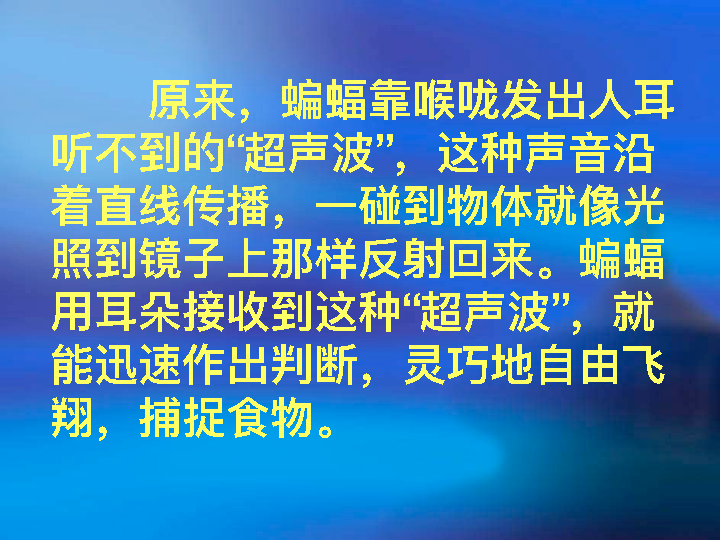 原来，蝙蝠靠喉咙发出人耳
听不到的“超声波”，这种声音沿
着直线传播，一碰到物体就像光
照到镜子上那样反射回来。蝙蝠
用耳朵接收到这种“超声波”，就
能迅速作出判断，灵巧地自由飞
翔，捕捉食物。